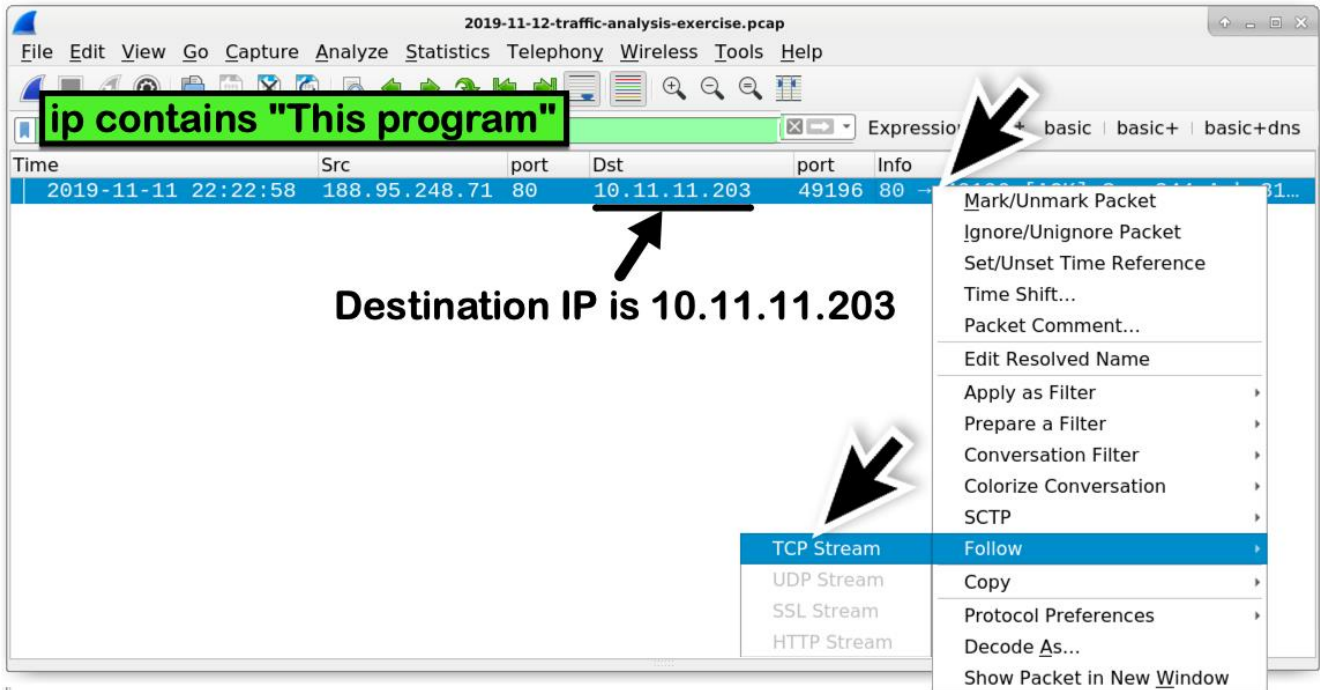 2019-11-12-traffic-analysis-exercise.pcap
File Edit View Go Capture Analyze Statistics Telephony Wireless Tools Help
ip contains "This program"
Expression basic basic+ basic+dns
Time Src port Dst port Info
2019-11-11 22:22:58 188.95.248.71 80 10.11.11.203 49196 80 →
Mark/Unmark Packet
Ignore/Unignore Packet
Set/Unset Time Reference
Time Shift...
Packet Comment...
Edit Resolved Name
Apply as Filter
Prepare a Filter
Conversation Filter
Colorize Conversation
SCTP
Follow
Copy
Protocol Preferences
Decode As...
Show Packet in New Window
Destination IP is 10.11.11.203
TCP Stream
UDP Stream
SSL Stream
HTTP Stream